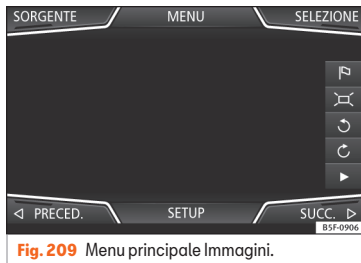 SORGENTE MENU SELEZIONE
PRECED. SETUP SUCC.
B5F-0906
Fig. 209 Menu principale Immagini.